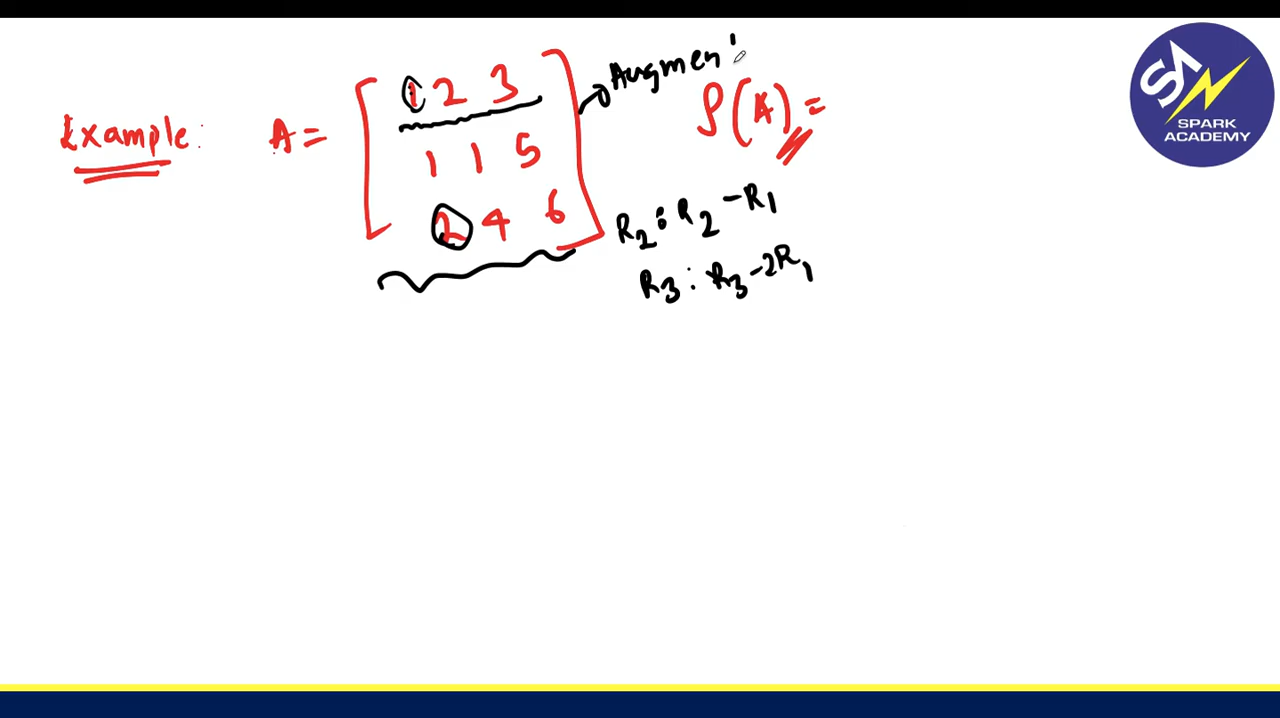 Example: A = [ 1 2 3
1 1 5
2 4 6 ]
Augmen'
ρ(A) =
R2 : R2 - R1
R3 : R3 - 2R1
SPARK
ACADEMY